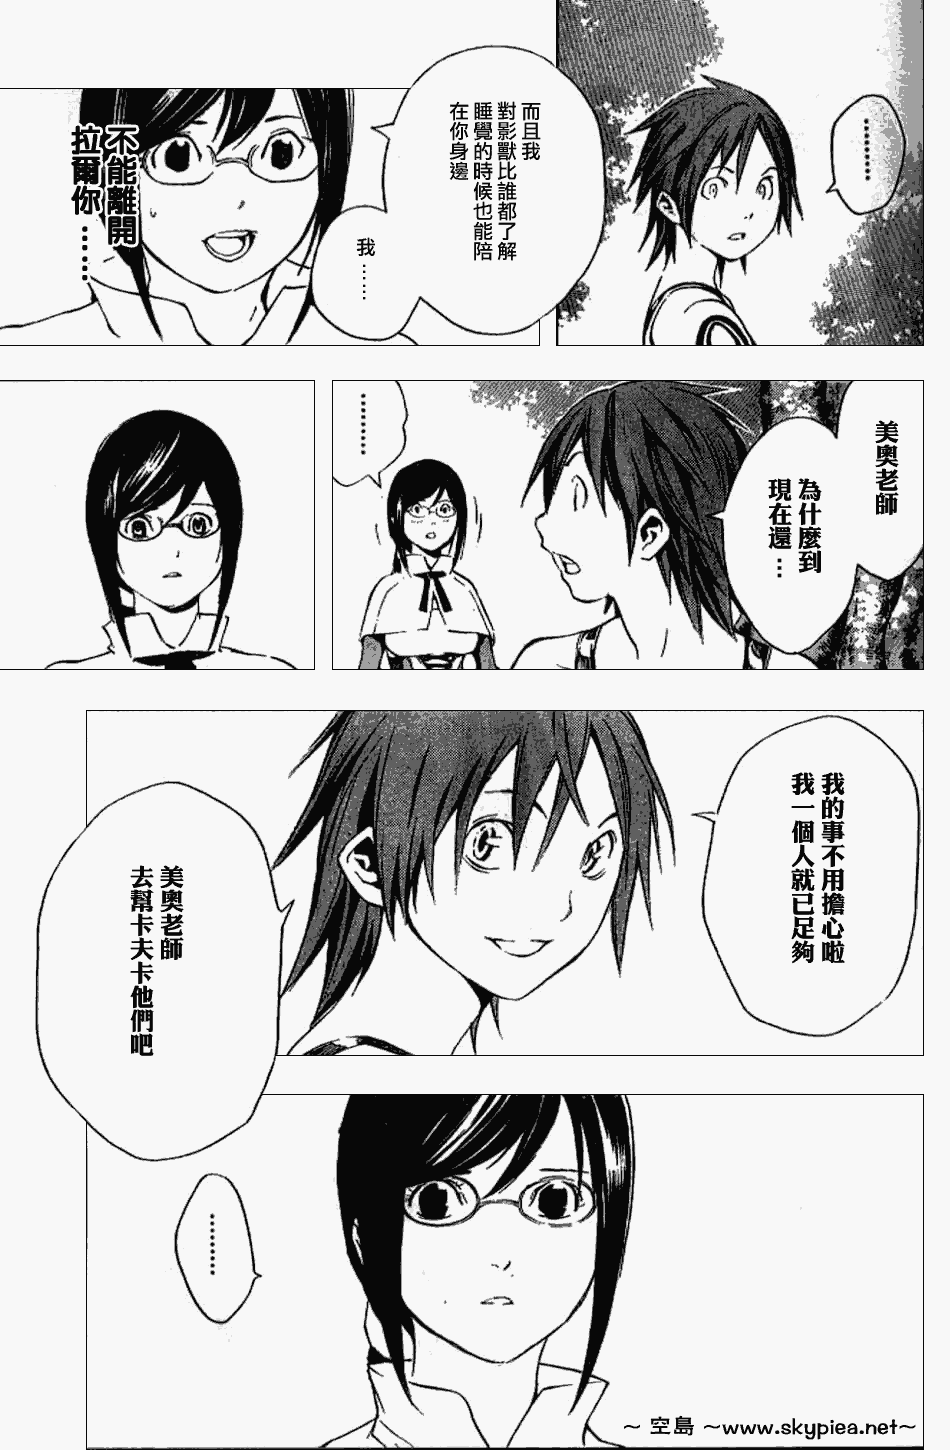 ………
而且我
對影獸比誰都了解
睡覺的時候也能陪
在你身邊
我……
不能離開
拉爾你……
美奧老師
為什麼到
現在還…
………
我的事不用擔心啦
我一個人就已足夠
美奧老師
去幫卡夫卡他們吧
………
～ 空島 ～www.skypiea.net～